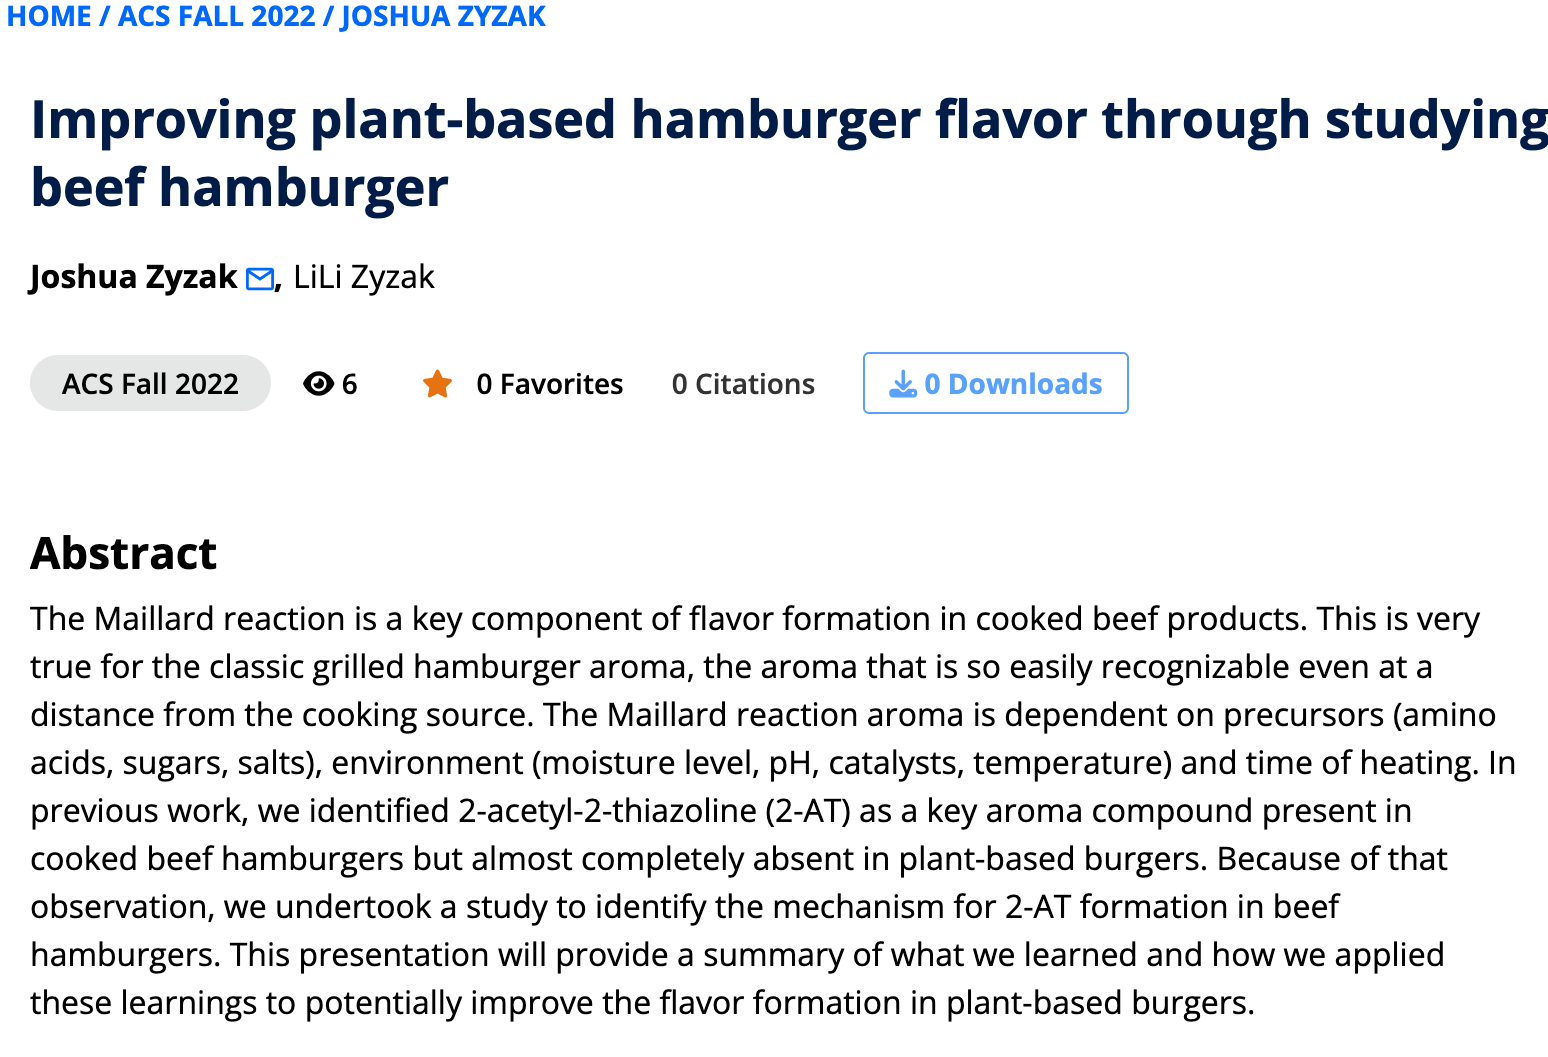 HOME / ACS FALL 2022 / JOSHUA ZYZAK
Improving plant-based hamburger flavor through studying
beef hamburger
Joshua Zyzak , LiLi Zyzak
ACS Fall 2022 6 0 Favorites 0 Citations 0 Downloads
Abstract
The Maillard reaction is a key component of flavor formation in cooked beef products. This is very
true for the classic grilled hamburger aroma, the aroma that is so easily recognizable even at a
distance from the cooking source. The Maillard reaction aroma is dependent on precursors (amino
acids, sugars, salts), environment (moisture level, pH, catalysts, temperature) and time of heating. In
previous work, we identified 2-acetyl-2-thiazoline (2-AT) as a key aroma compound present in
cooked beef hamburgers but almost completely absent in plant-based burgers. Because of that
observation, we undertook a study to identify the mechanism for 2-AT formation in beef
hamburgers. This presentation will provide a summary of what we learned and how we applied
these learnings to potentially improve the flavor formation in plant-based burgers.